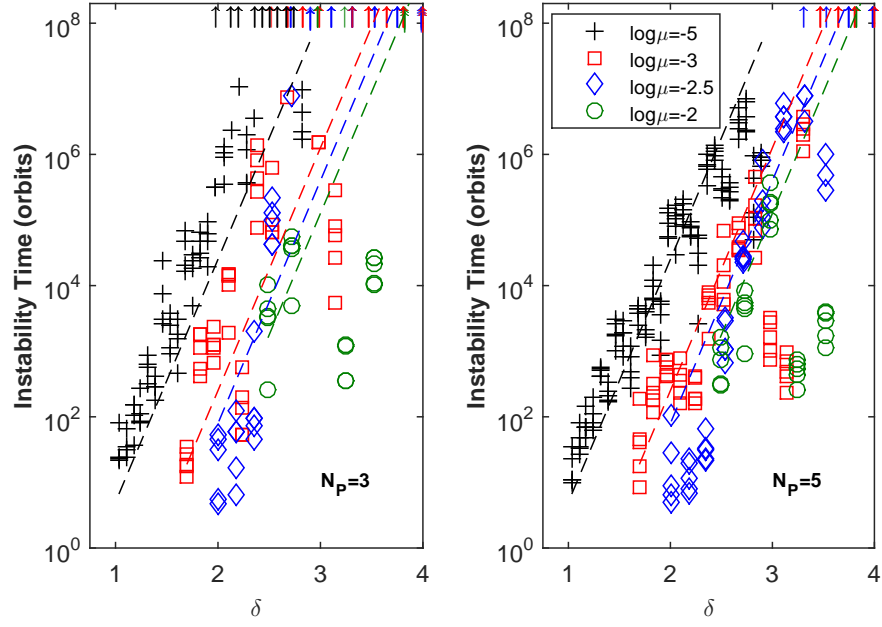 Instability Time (orbits)
10^8
10^6
10^4
10^2
10^0
1 2 3 4
δ
N_P=3
Instability Time (orbits)
10^8
10^6
10^4
10^2
10^0
1 2 3 4
δ
N_P=5
logμ=-5
logμ=-3
logμ=-2.5
logμ=-2